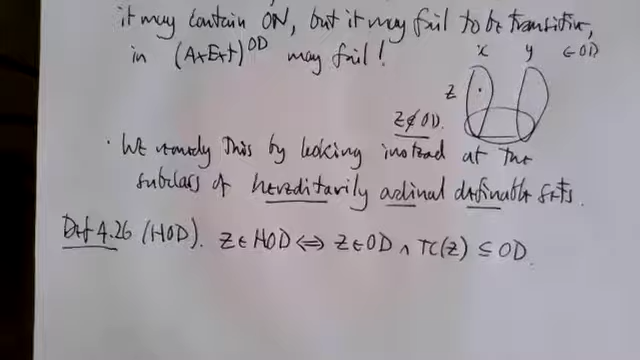 it may contain ON, but it may fail to be transitive,
in (AxExt)^OD may fail!
x y ∈ OD
z
z ∉ OD.
· We remedy this by looking instead at the
subclass of hereditarily ordinal definable sets.
Def 4.26 (HOD). z ∈ HOD ⟺ z ∈ OD ∧ TC(z) ⊆ OD.